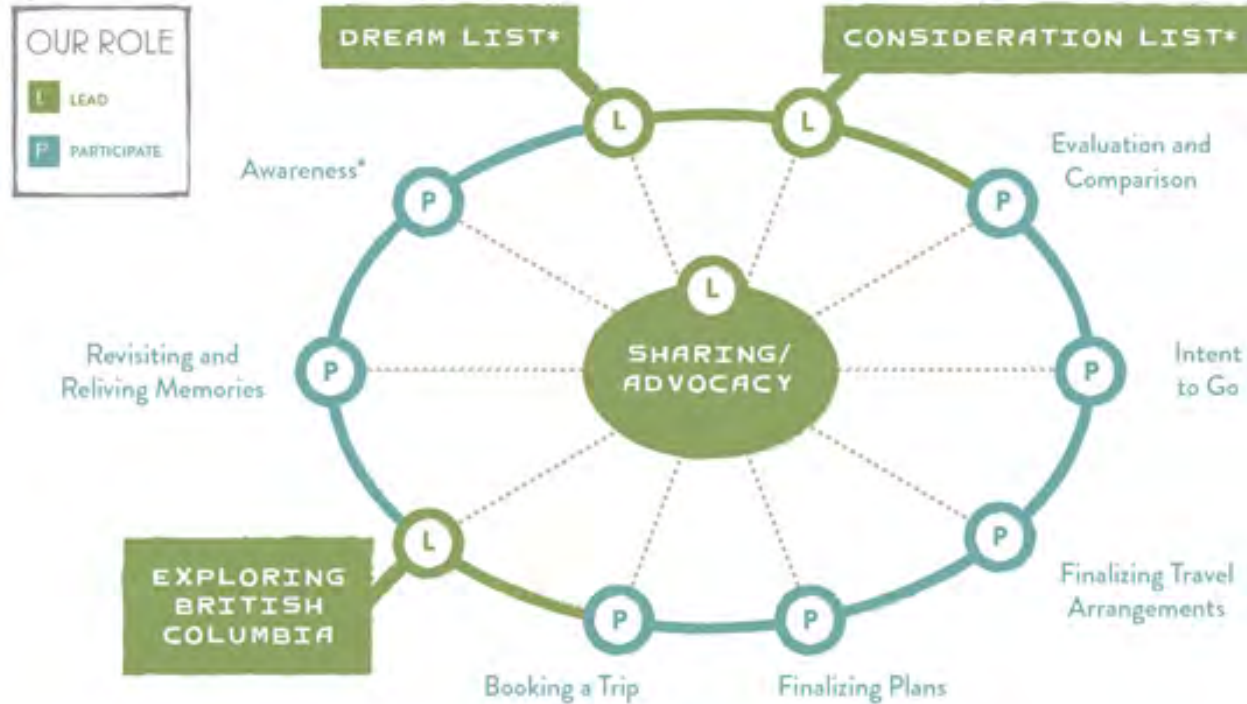 OUR ROLE
L LEAD
P PARTICIPATE
DREAM LIST*
CONSIDERATION LIST*
L
L
Awareness*
P
Evaluation and
Comparison
P
L
SHARING/
ADVOCACY
Revisiting and
Reliving Memories
P
Intent
to Go
P
EXPLORING
BRITISH
COLUMBIA
L
Finalizing Travel
Arrangements
P
Booking a Trip
P
Finalizing Plans
P